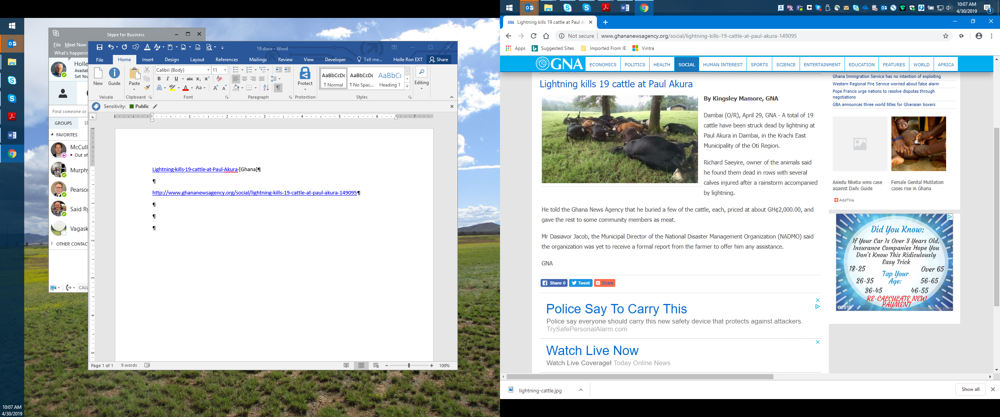 Skype for Business
File Meet Now
What's happenin
Holle
Availab
Set You
Find someone or
GROUPS ST
FAVORITES
McCull
Out of
Murphy
Pearso
Said Ry
Vagask
OTHER CONTAC
CALL
10:07 AM
4/30/2019
19.docx - Word
File Home Insert Design Layout References Mailings Review View Developer Tell me... Holle Ron EXT Share
New Guide Paste Calibri (Body) 11 Protect AaBbCcDc AaBbCcDc AaBbCc Editing
¶ Normal ¶ No Spac... Heading 1
Vaisala Clipboard Font Paragraph Protection Styles
Sensitivity: Public
1 1 2 3 4 5 6 7
Lightning·kills·19·cattle·at·Paul·Akura·[Ghana]¶
¶
http://www.ghananewsagency.org/social/lightning-kills-19-cattle-at-paul-akura-149095¶
¶
¶
¶
Page 1 of 1 9 words 100%
10:07 AM
4/30/2019
GNA Lightning kills 19 cattle at Paul A
Not secure www.ghananewsagency.org/social/lightning-kills-19-cattle-at-paul-akura-149095
Apps Suggested Sites Imported From IE Vintra
GNA ECONOMICS POLITICS HEALTH SOCIAL HUMAN INTEREST SPORTS SCIENCE ENTERTAINMENT EDUCATION FEATURES WORLD AFRICA
Lightning kills 19 cattle at Paul Akura
By Kingsley Mamore, GNA
Dambai (O/R), April 29, GNA - A total of 19
cattle have been struck dead by lightning at
Paul Akura in Dambai, in the Krachi East
Municipality of the Oti Region.
Richard Saeyire, owner of the animals said
he found them dead in rows with several
calves injured after a rainstorm accompanied
by lightning.
He told the Ghana News Agency that he buried a few of the cattle, each, priced at about GH¢2,000.00, and
gave the rest to some community members as meat.
Mr Dasiavor Jacob, the Municipal Director of the National Disaster Management Organization (NADMO) said
the organization was yet to receive a formal report from the farmer to offer him any assistance.
GNA
Share 0 Tweet Share
Police Say To Carry This
Police say everyone should carry this new safety device that protects against attackers.
TrySafePersonalAlarm.com
Watch Live Now
Watch Live Coverage! Today Online News
Ghana Immigration Service has no intention of exploiting
Western Regional Fire Service worried about false alarm
Pope Francis urge nations to resolve disputes through
negotiations
GBA announces three world titles for Ghanaian boxers
Asiedu Nketia wins case
against Daily Guide
Female Genital Mutilation
cases rise in Ghana
AddThis
Did You Know:
If Your Car Is Over 3 Years Old,
Insurance Companies Hope You
Don't Know This Ridiculously
Easy Trick
18-25 Over 65
Tap Your
Age:
26-35 56-65
36-45 46-55
RE-CALCULATE NEW
PAYMENT
©2019
lightning-cattle.jpg
Show all